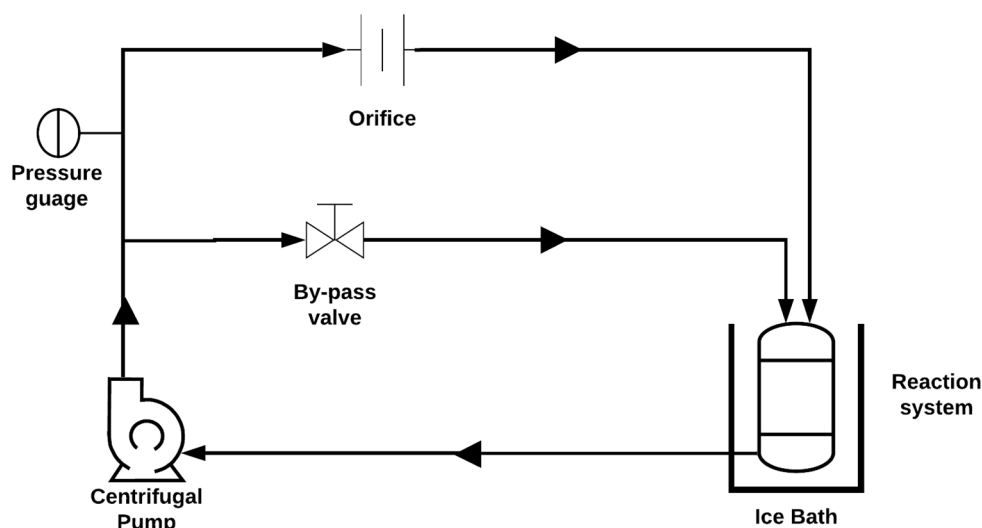 Orifice
Pressure
guage
By-pass
valve
Reaction
system
Centrifugal
Pump
Ice Bath